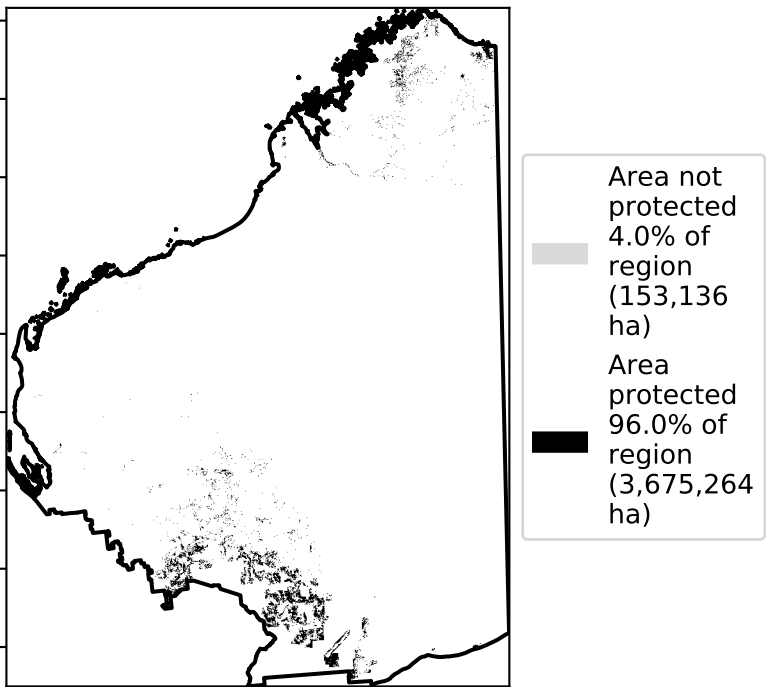 Area not
protected
4.0% of
region
(153,136
ha)
Area
protected
96.0% of
region
(3,675,264
ha)